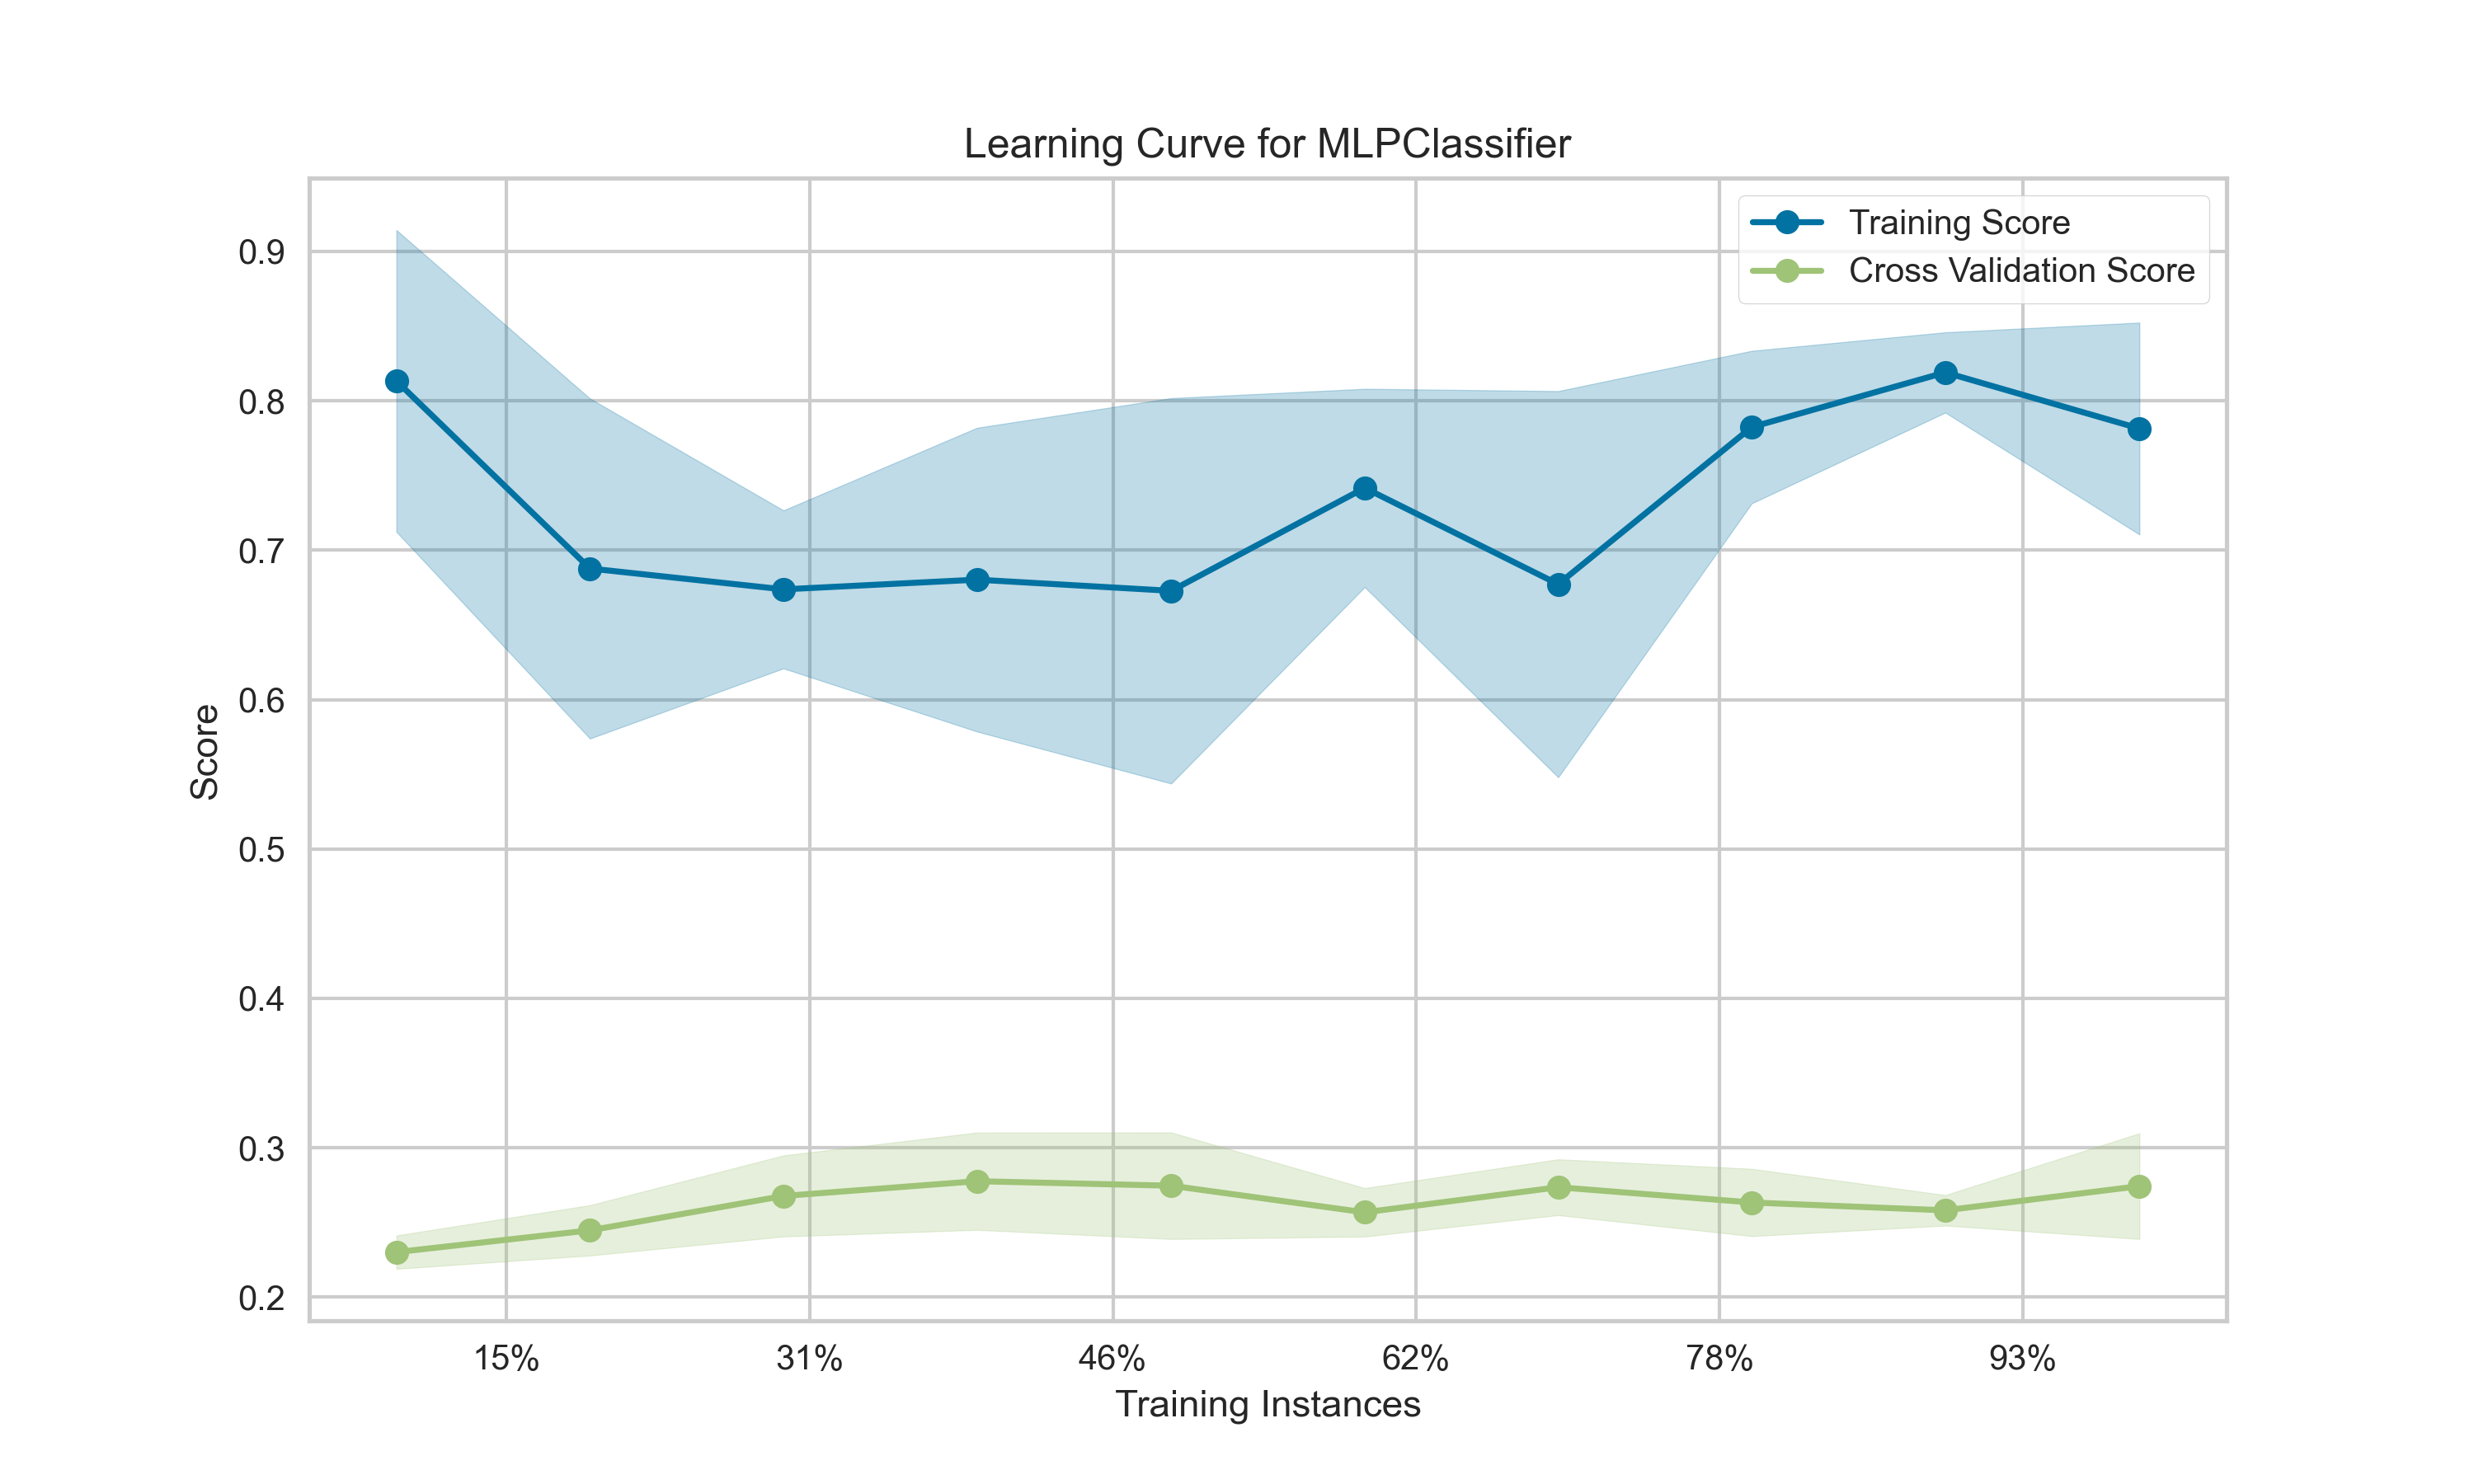 Learning Curve for MLPClassifier
Training Score
Cross Validation Score
0.9
0.8
0.7
0.6
0.5
0.4
0.3
0.2
Score
15% 31% 46% 62% 78% 93%
Training Instances